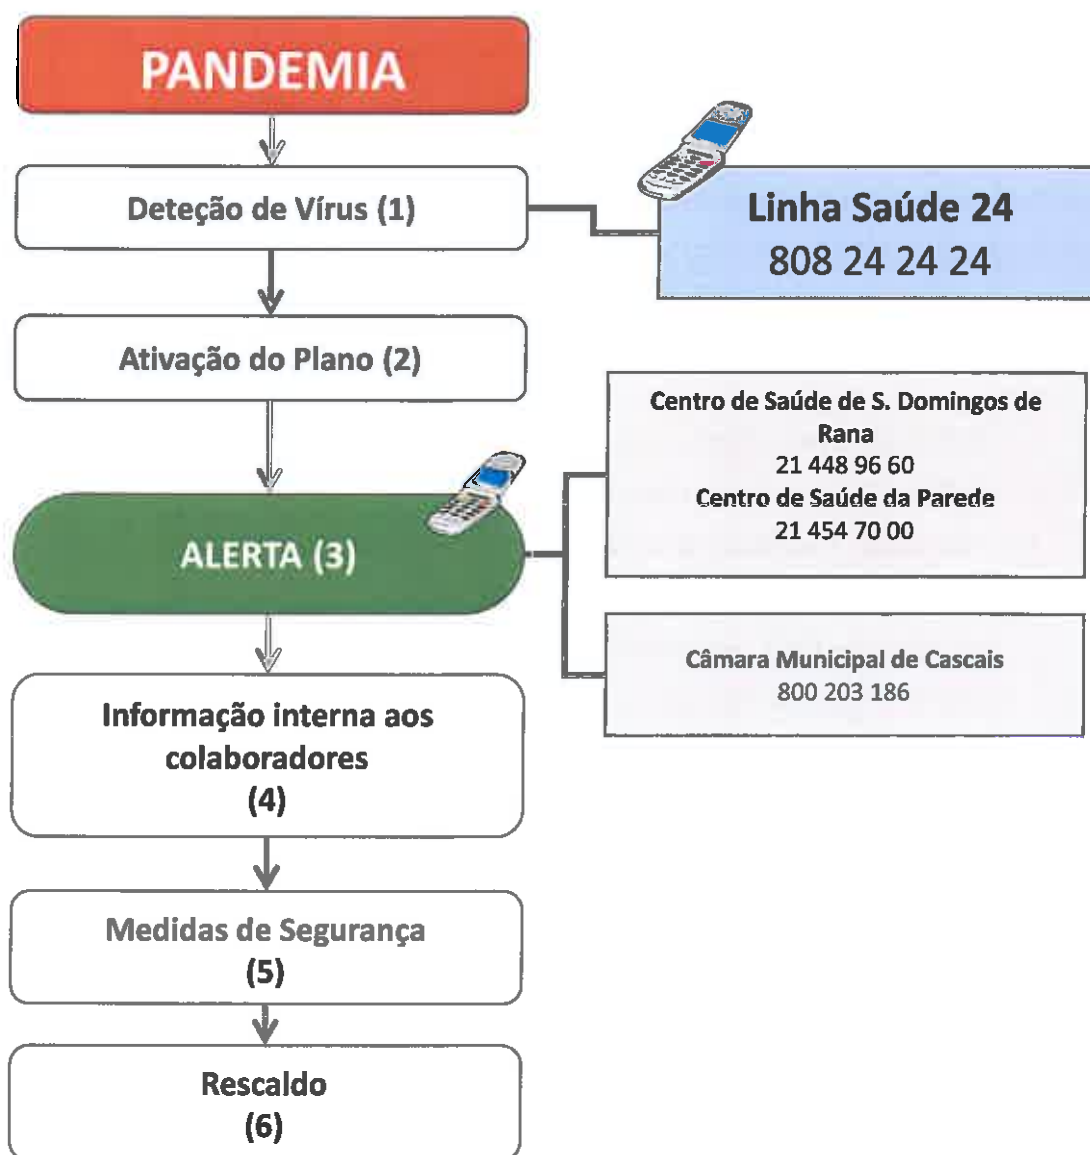 PANDEMIA
Deteção de Vírus (1)
Linha Saúde 24
808 24 24 24
Ativação do Plano (2)
Centro de Saúde de S. Domingos de
Rana
21 448 96 60
Centro de Saúde da Parede
21 454 70 00
ALERTA (3)
Câmara Municipal de Cascais
800 203 186
Informação interna aos
colaboradores
(4)
Medidas de Segurança
(5)
Rescaldo
(6)